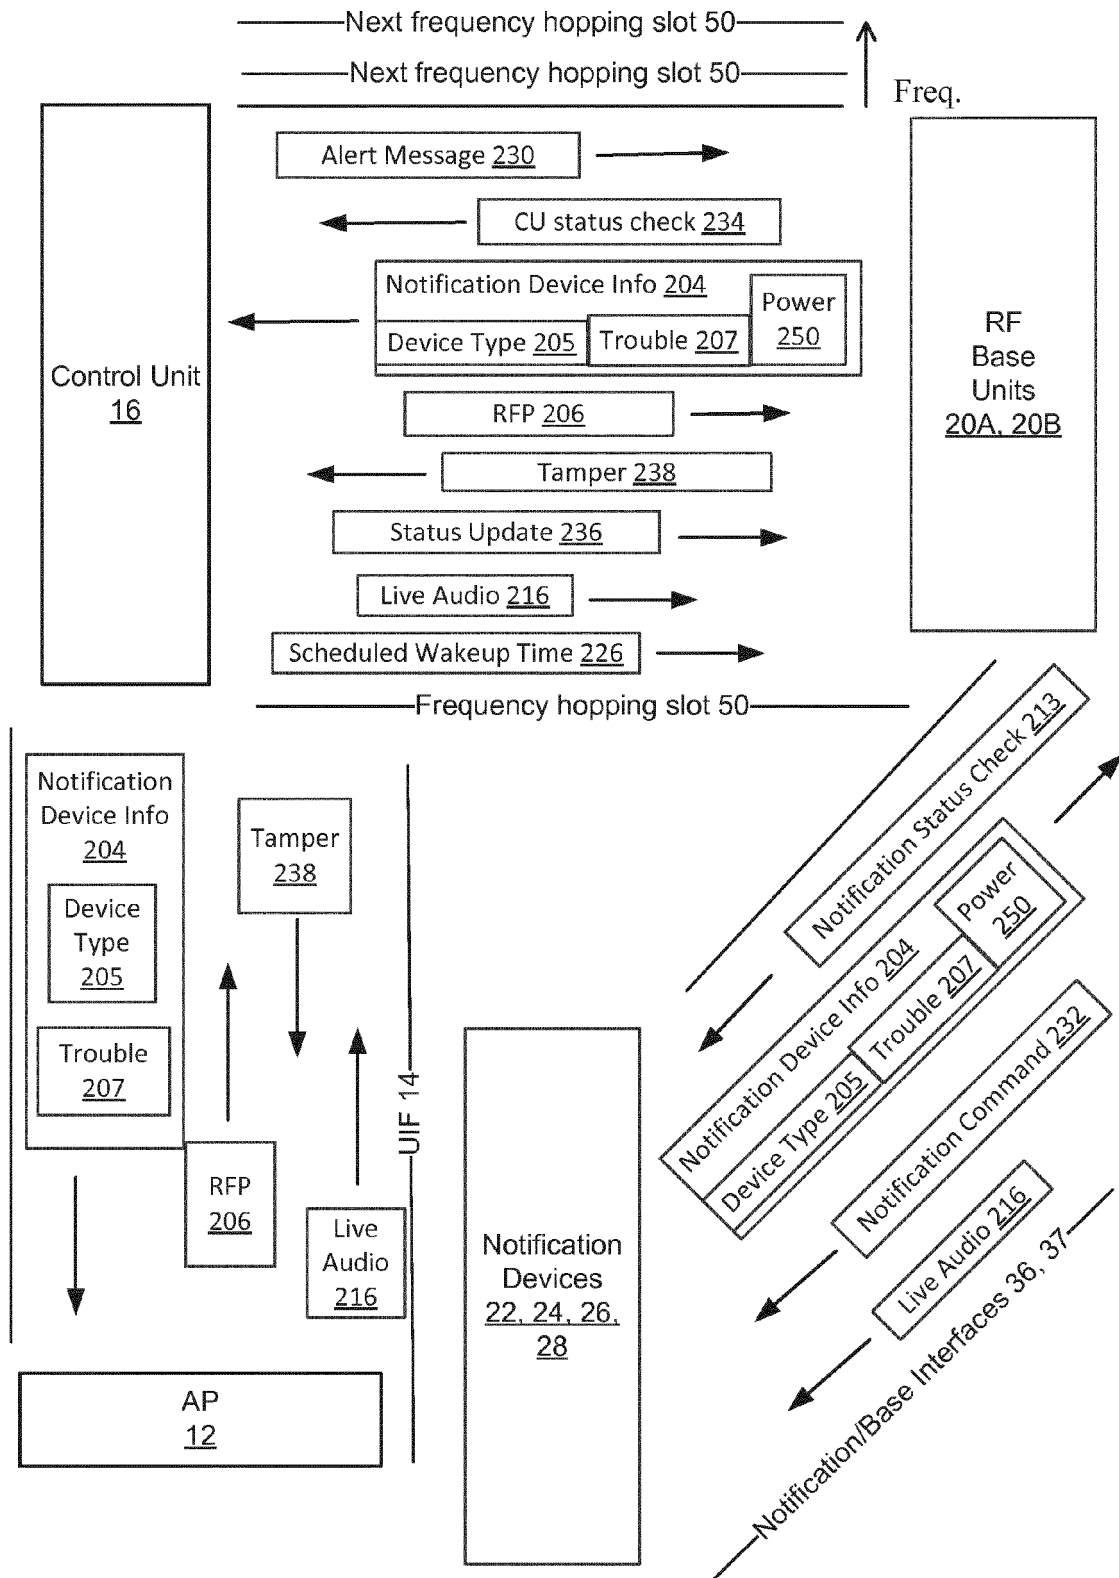 Next frequency hopping slot 50
Next frequency hopping slot 50
Freq.
Control Unit
16
Alert Message 230
CU status check 234
Notification Device Info 204
Device Type 205
Trouble 207
Power
250
RFP 206
Tamper 238
Status Update 236
Live Audio 216
Scheduled Wakeup Time 226
Frequency hopping slot 50
RF
Base
Units
20A, 20B
Notification
Device Info
204
Device
Type
205
Trouble
207
Tamper
238
RFP
206
Live
Audio
216
UIF 14
AP
12
Notification
Devices
22, 24, 26,
28
Notification Status Check 213
Notification Device Info 204
Device Type 205
Trouble 207
Power
250
Notification Command 232
Live Audio 216
Notification/Base Interfaces 36, 37